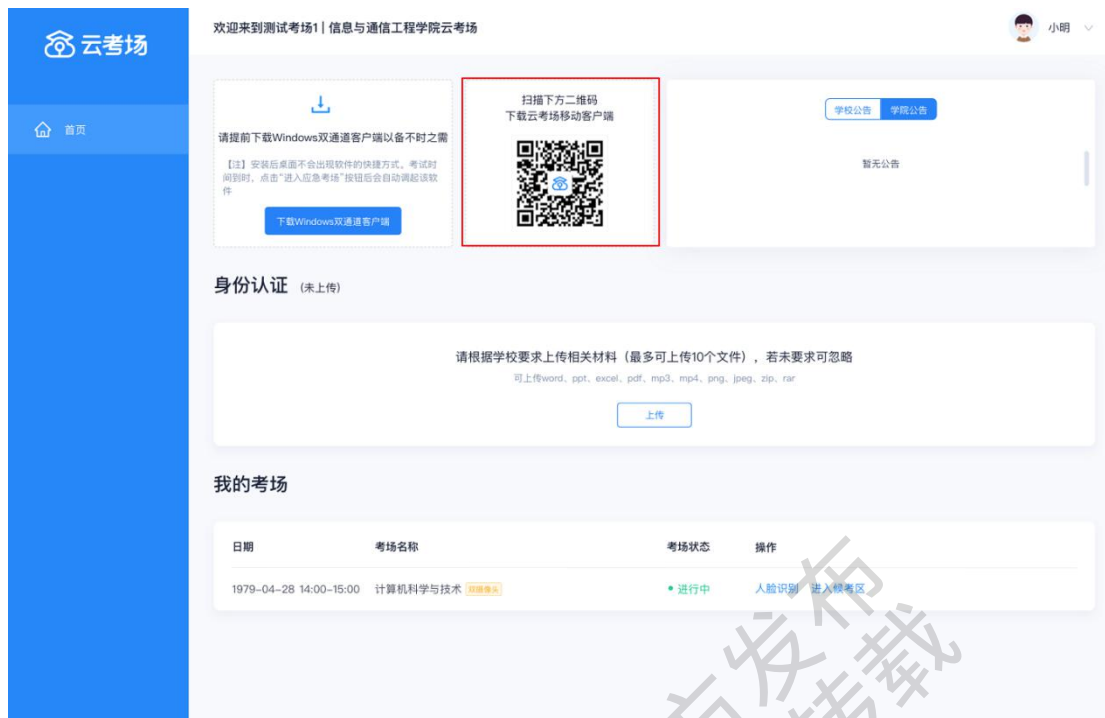 云考场
首页
欢迎来到测试考场1 | 信息与通信工程学院云考场
小明
请提前下载Windows双通道客户端以备不时之需
【注】安装后桌面不会出现软件的快捷方式。考试时
间到时，点击“进入应急考场”按钮后会自动调起该软
件
下载Windows双通道客户端
扫描下方二维码
下载云考场移动客户端
学校公告 学院公告
暂无公告
身份认证 (未上传)
请根据学校要求上传相关材料（最多可上传10个文件），若未要求可忽略
可上传word、ppt、excel、pdf、mp3、mp4、png、jpeg、zip、rar
上传
我的考场
日期 考场名称 考场状态 操作
1979-04-28 14:00-15:00 计算机科学与技术 双摄像头 进行中 人脸识别 进入候考区
方发布
转载